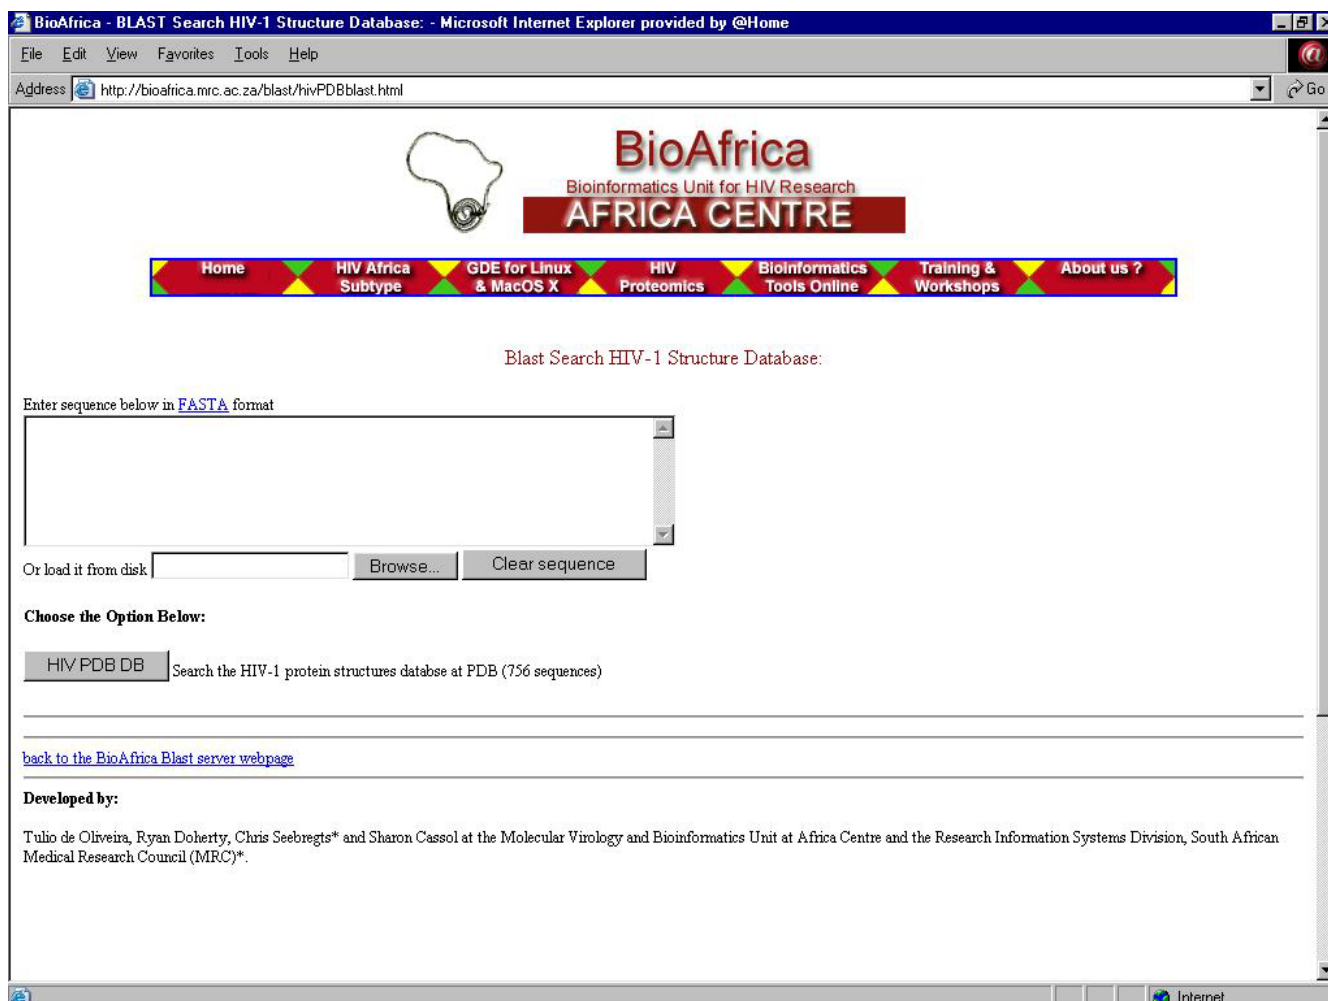 BioAfrica - BLAST Search HIV-1 Structure Database: - Microsoft Internet Explorer provided by @Home
File Edit View Favorites Tools Help
Address http://bioafrica.mrc.ac.za/blast/hivPDBblast.html Go
BioAfrica
Bioinformatics Unit for HIV Research
AFRICA CENTRE
Home HIV Africa Subtype GDE for Linux & MacOS X HIV Proteomics Bioinformatics Tools Online Training & Workshops About us ?
Blast Search HIV-1 Structure Database:
Enter sequence below in FASTA format
Or load it from disk Browse... Clear sequence
Choose the Option Below:
HIV PDB DB Search the HIV-1 protein structures databse at PDB (756 sequences)
back to the BioAfrica Blast server webpage
Developed by:
Tulio de Oliveira, Ryan Doherty, Chris Seebregts* and Sharon Cassol at the Molecular Virology and Bioinformatics Unit at Africa Centre and the Research Information Systems Division, South African
Medical Research Council (MRC)*.
Internet